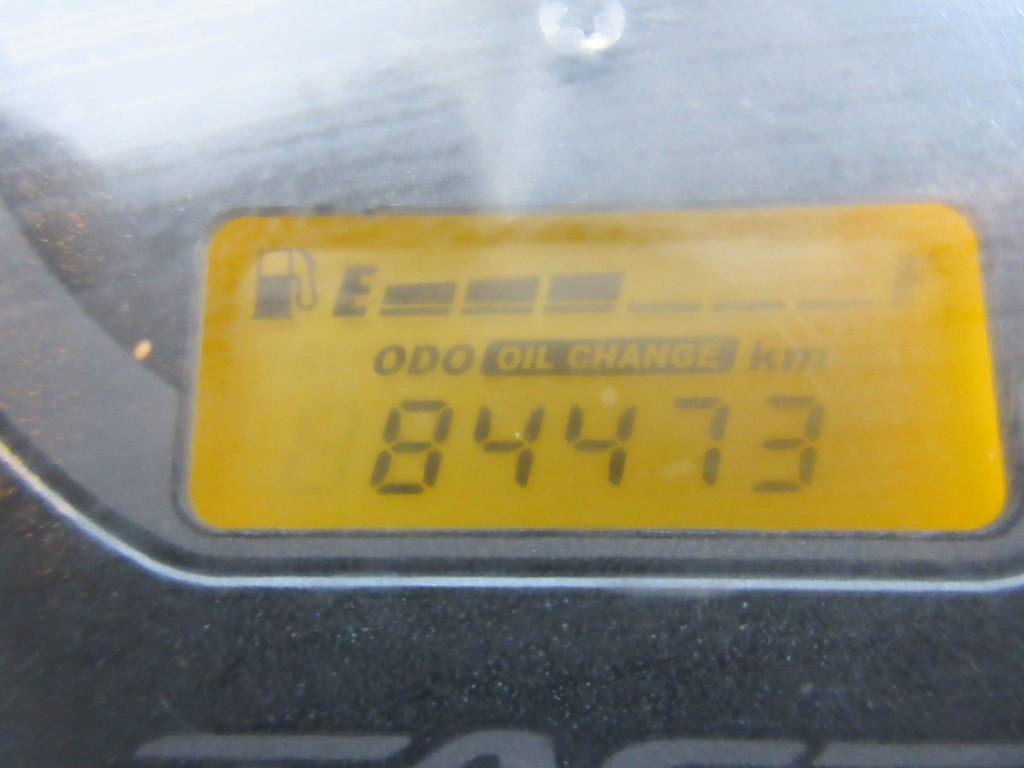 E F
ODO OIL CHANGE km
84473